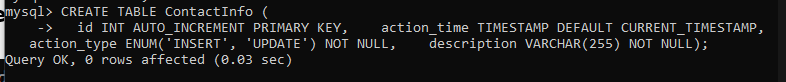 mysql> CREATE TABLE ContactInfo (
    ->   id INT AUTO_INCREMENT PRIMARY KEY,    action_time TIMESTAMP DEFAULT CURRENT_TIMESTAMP,
   action_type ENUM('INSERT', 'UPDATE') NOT NULL,    description VARCHAR(255) NOT NULL);
Query OK, 0 rows affected (0.03 sec)